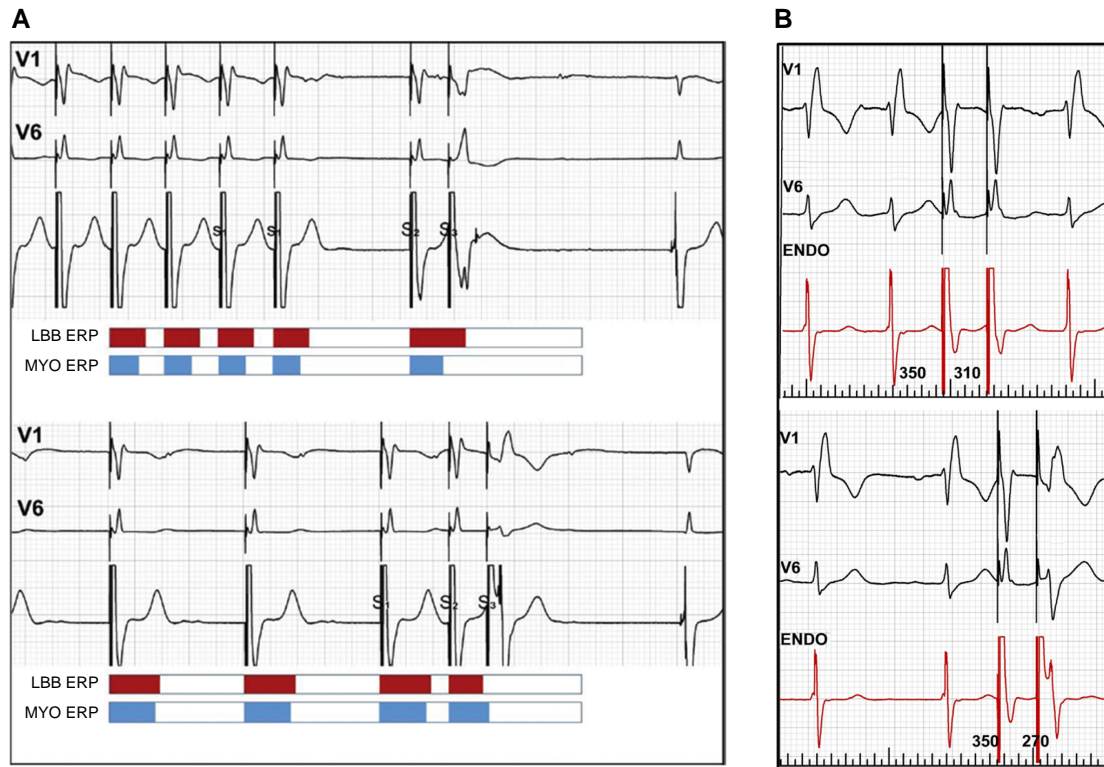 A
B
V1
V6
S₁ S₁ S₂ S₃
LBB ERP
MYO ERP
V1
V6
S₁ S₂ S₃
LBB ERP
MYO ERP
V1
V6
ENDO
350 310
V1
V6
ENDO
350 270